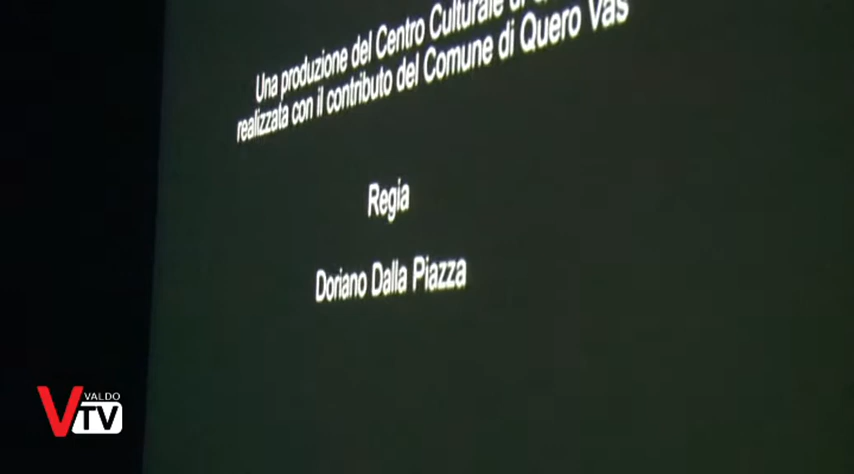 Una produzione del Centro Culturale di
realizzata con il contributo del Comune di Quero Vas
Regia
Doriano Dalla Piazza
VALDO
TV